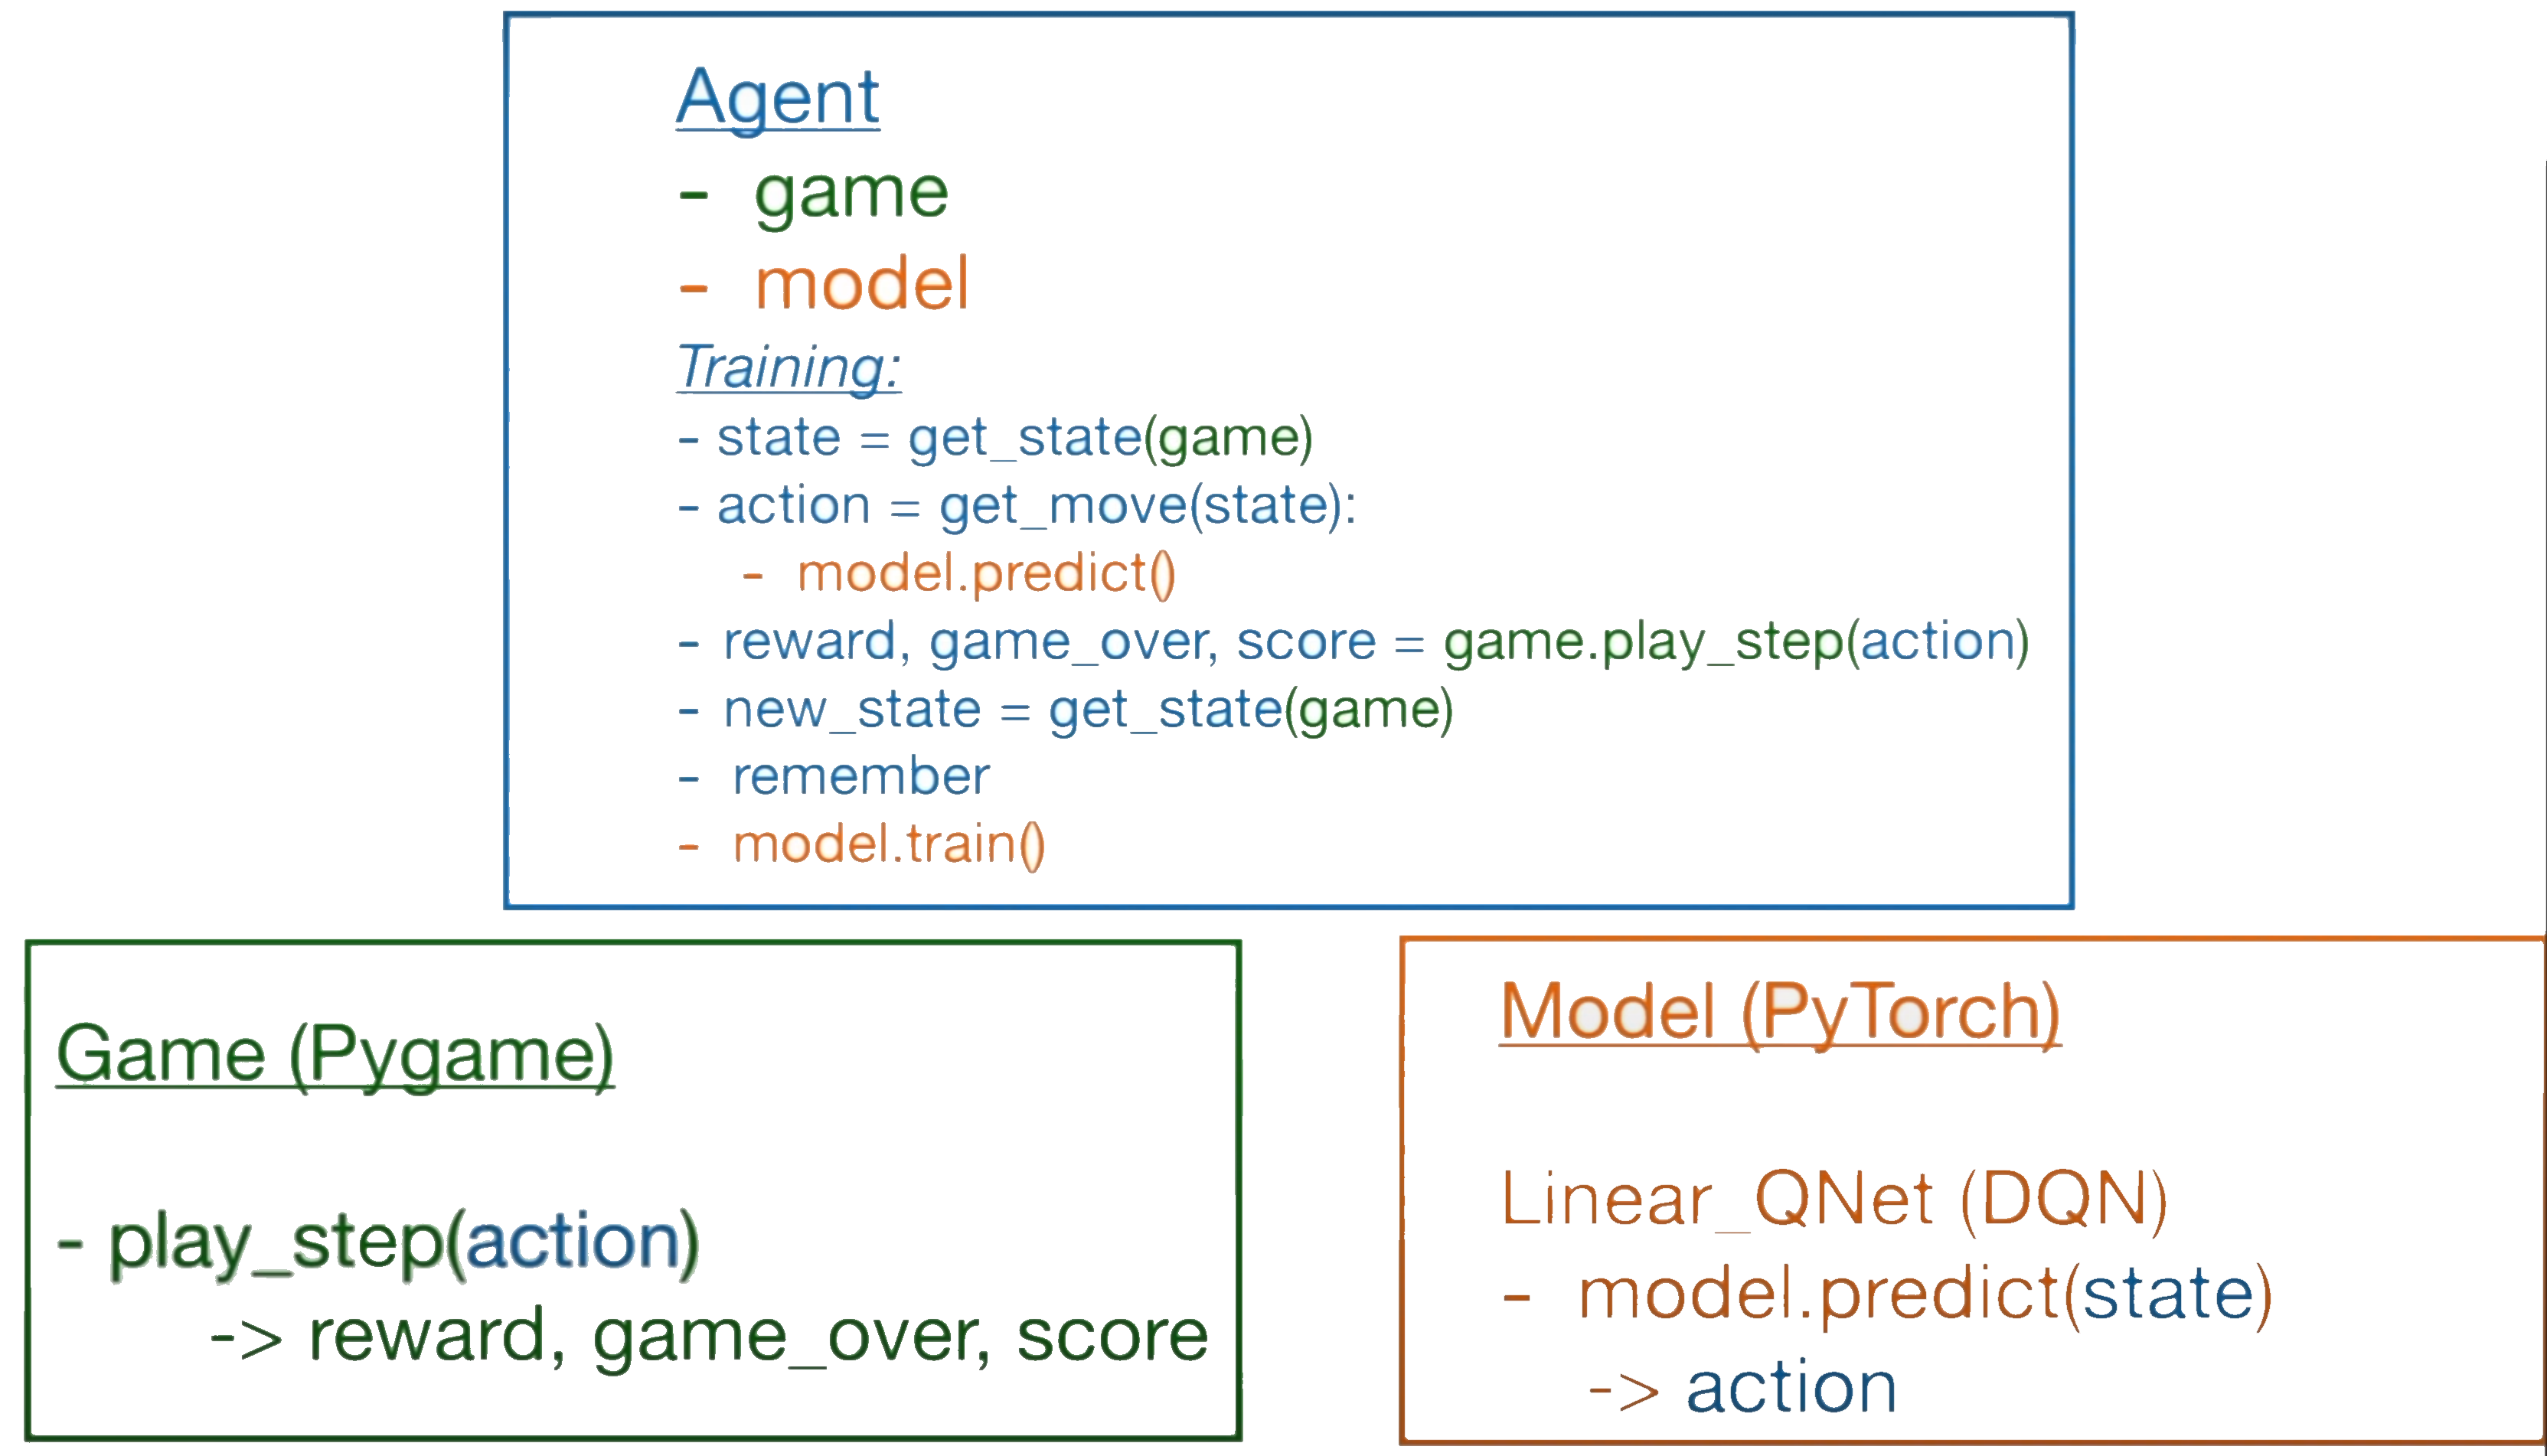 Agent
- game
- model
Training:
- state = get_state(game)
- action = get_move(state):
- model.predict()
- reward, game_over, score = game.play_step(action)
- new_state = get_state(game)
- remember
- model.train()
Game (Pygame)
- play_step(action)
-> reward, game_over, score
Model (PyTorch)
Linear_QNet (DQN)
- model.predict(state)
-> action